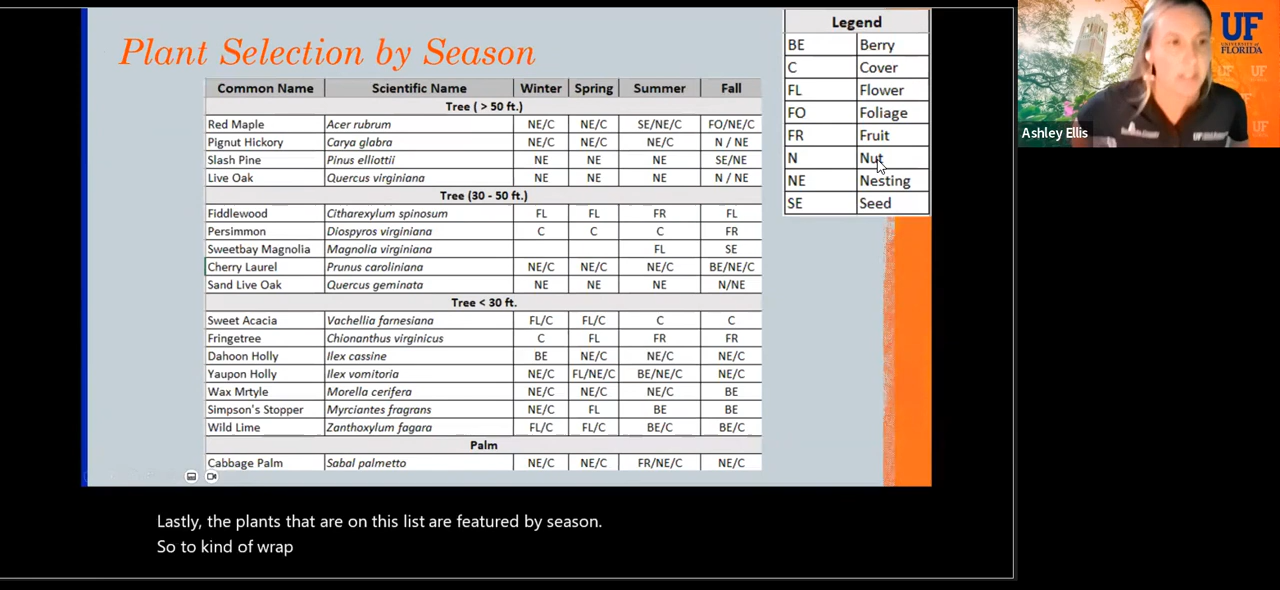 Plant Selection by Season
Common Name Scientific Name Winter Spring Summer Fall
Tree ( > 50 ft.)
Red Maple Acer rubrum NE/C NE/C SE/NE/C FO/NE/C
Pignut Hickory Carya glabra NE/C NE/C NE/C N / NE
Slash Pine Pinus elliottii NE NE NE SE/NE
Live Oak Quercus virginiana NE NE NE N / NE
Tree (30 - 50 ft.)
Fiddlewood Citharexylum spinosum FL FL FR FL
Persimmon Diospyros virginiana C C C FR
Sweetbay Magnolia Magnolia virginiana FL SE
Cherry Laurel Prunus caroliniana NE/C NE/C NE/C BE/NE/C
Sand Live Oak Quercus geminata NE NE NE N/NE
Tree < 30 ft.
Sweet Acacia Vachellia farnesiana FL/C FL/C C C
Fringetree Chionanthus virginicus C FL FR FR
Dahoon Holly Ilex cassine BE NE/C NE/C NE/C
Yaupon Holly Ilex vomitoria NE/C FL/NE/C BE/NE/C NE/C
Wax Mrtyle Morella cerifera NE/C NE/C NE/C BE
Simpson's Stopper Myrciantes fragrans NE/C FL BE BE
Wild Lime Zanthoxylum fagara FL/C FL/C BE/C BE/C
Palm
Cabbage Palm Sabal palmetto NE/C NE/C FR/NE/C NE/C
Legend
BE Berry
C Cover
FL Flower
FO Foliage
FR Fruit
N Nut
NE Nesting
SE Seed
UF
UNIVERSITY of
FLORIDA
UF UF
UF
Ashley Ellis
Lastly, the plants that are on this list are featured by season.
So to kind of wrap